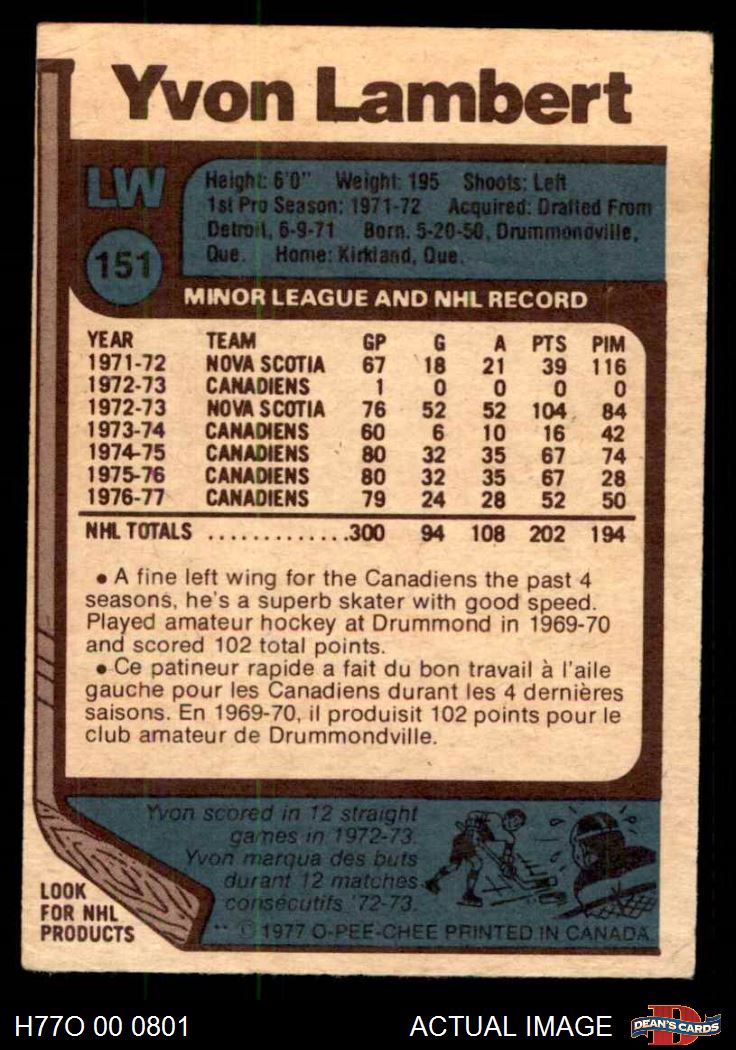 Yvon Lambert
LW
Height: 6'0" Weight: 195 Shoots: Left
1st Pro Season: 1971-72 Acquired: Drafted From
Detroit, 6-9-71 Born: 5-20-50, Drummondville,
Que. Home: Kirkland, Que.
151
MINOR LEAGUE AND NHL RECORD
YEAR TEAM GP G A PTS PIM
1971-72 NOVA SCOTIA 67 18 21 39 116
1972-73 CANADIENS 1 0 0 0 0
1972-73 NOVA SCOTIA 76 52 52 104 84
1973-74 CANADIENS 60 6 10 16 42
1974-75 CANADIENS 80 32 35 67 74
1975-76 CANADIENS 80 32 35 67 28
1976-77 CANADIENS 79 24 28 52 50
NHL TOTALS .............300 94 108 202 194
• A fine left wing for the Canadiens the past 4
seasons, he's a superb skater with good speed.
Played amateur hockey at Drummond in 1969-70
and scored 102 total points.
• Ce patineur rapide a fait du bon travail à l'aile
gauche pour les Canadiens durant les 4 dernières
saisons. En 1969-70, il produisit 102 points pour le
club amateur de Drummondville.
Yvon scored in 12 straight
games in 1972-73.
Yvon marqua des buts
durant 12 matches
consécutifs '72-73.
LOOK
FOR NHL
PRODUCTS
** © 1977 O-PEE-CHEE PRINTED IN CANADA
H77O 00 0801 ACTUAL IMAGE DEAN'S CARDS